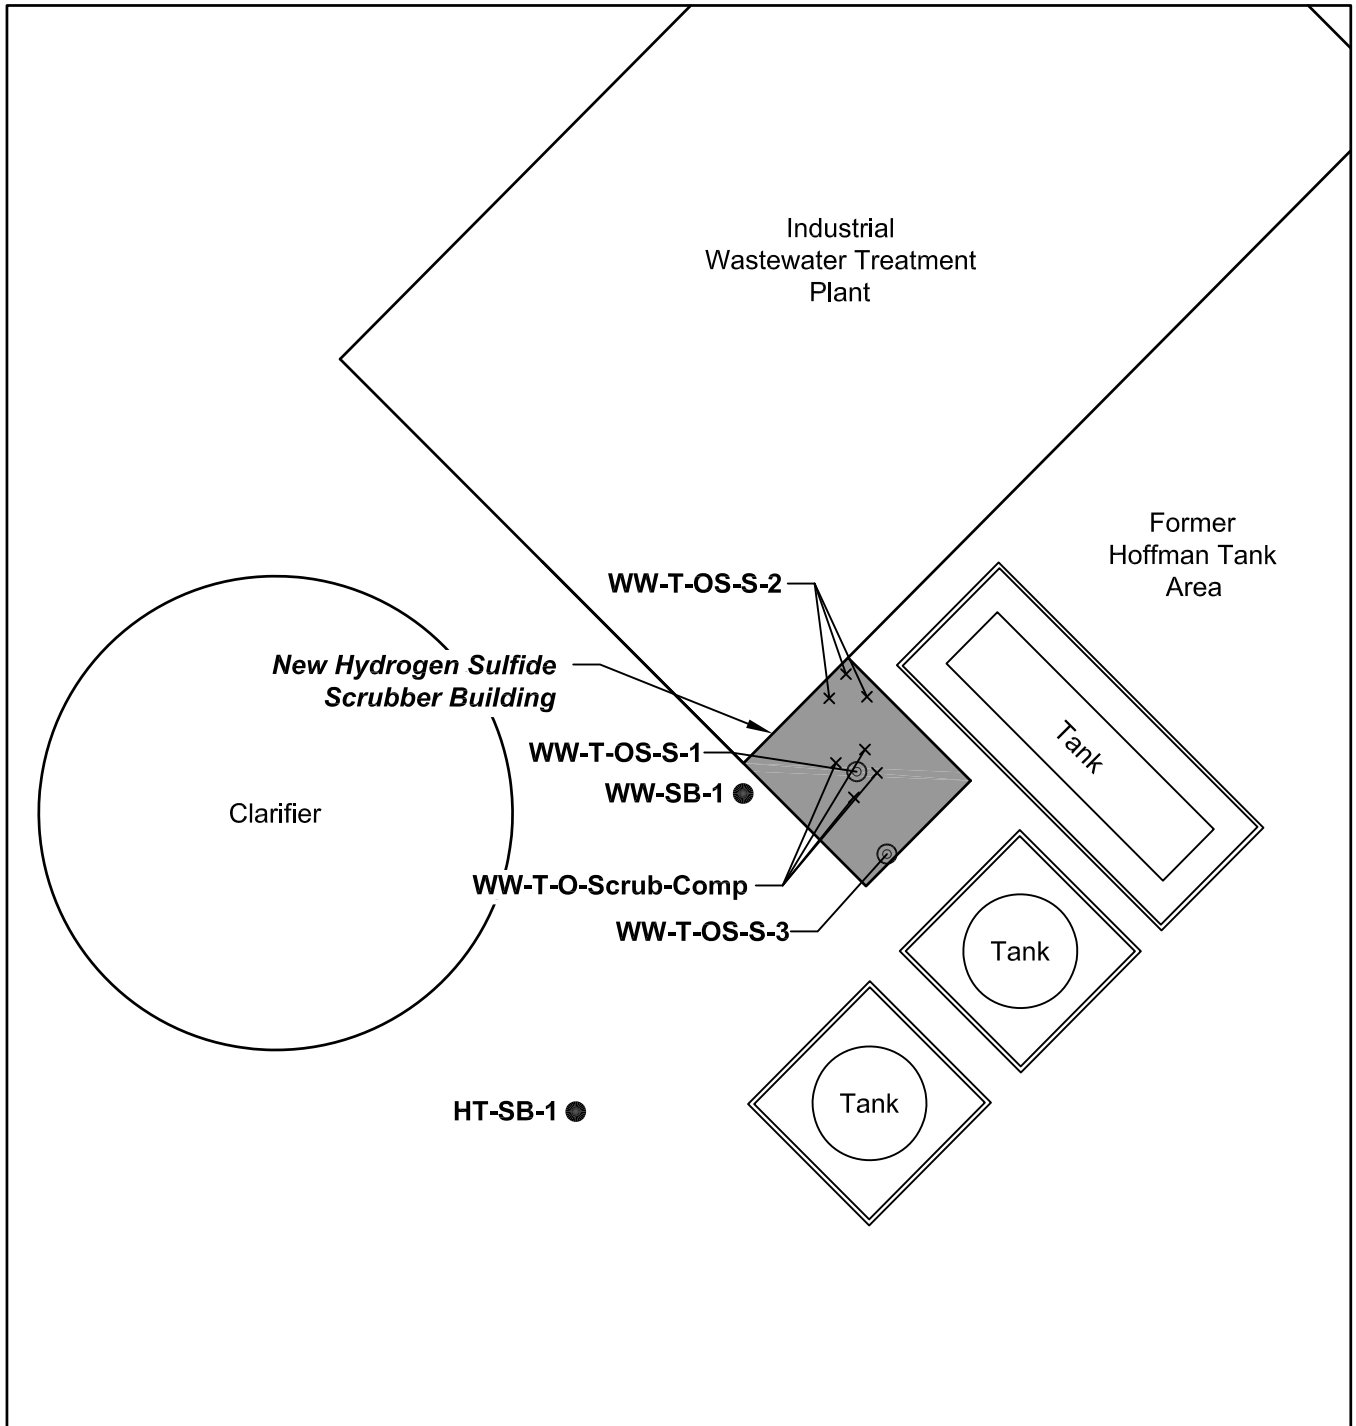 Industrial
Wastewater Treatment
Plant
Former
Hoffman Tank
Area
WW-T-OS-S-2
New Hydrogen Sulfide
Scrubber Building
Tank
WW-T-OS-S-1
WW-SB-1
Clarifier
WW-T-O-Scrub-Comp
WW-T-OS-S-3
Tank
Tank
HT-SB-1